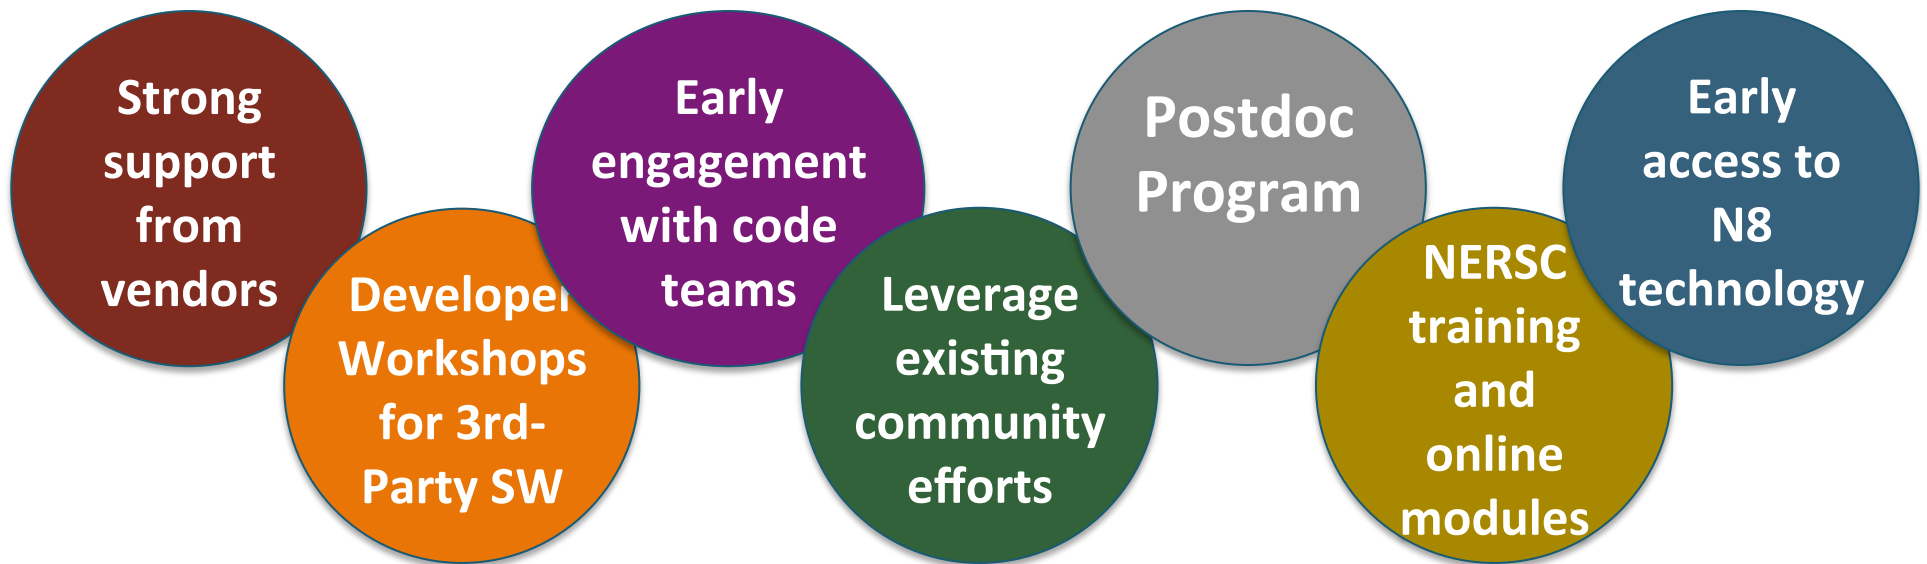 Strong
support
from
vendors
Developer
Workshops
for 3rd-
Party SW
Early
engagement
with code
teams
Leverage
existing
community
efforts
Postdoc
Program
NERSC
training
and
online
modules
Early
access to
N8
technology